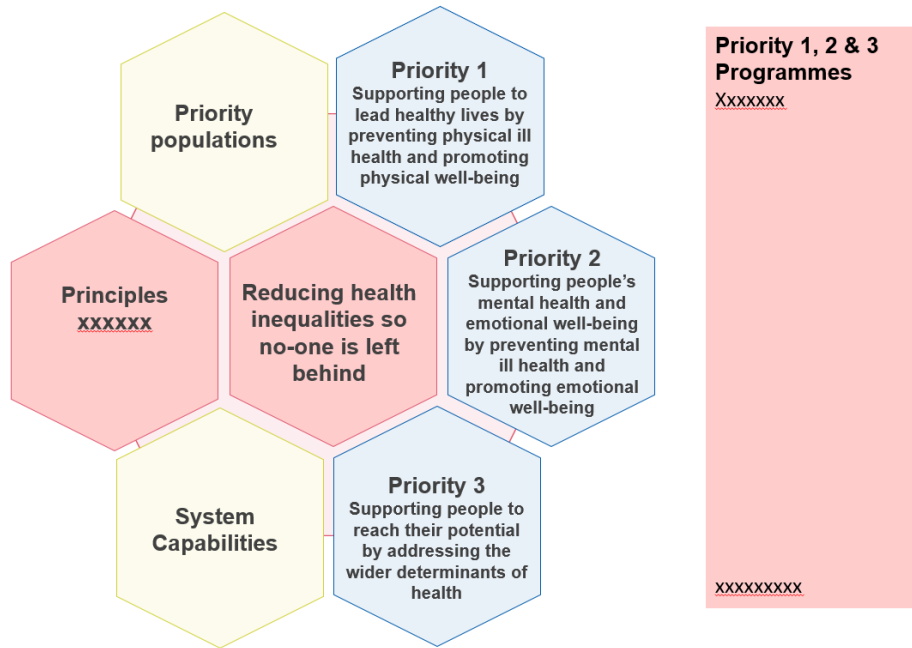 Priority
populations
Priority 1
Supporting people to
lead healthy lives by
preventing physical ill
health and promoting
physical well-being
Principles
xxxxxx
Reducing health
inequalities so
no-one is left
behind
Priority 2
Supporting people’s
mental health and
emotional well-being
by preventing mental
ill health and
promoting emotional
well-being
System
Capabilities
Priority 3
Supporting people to
reach their potential
by addressing the
wider determinants of
health
Priority 1, 2 & 3
Programmes
Xxxxxxx
xxxxxxxxx